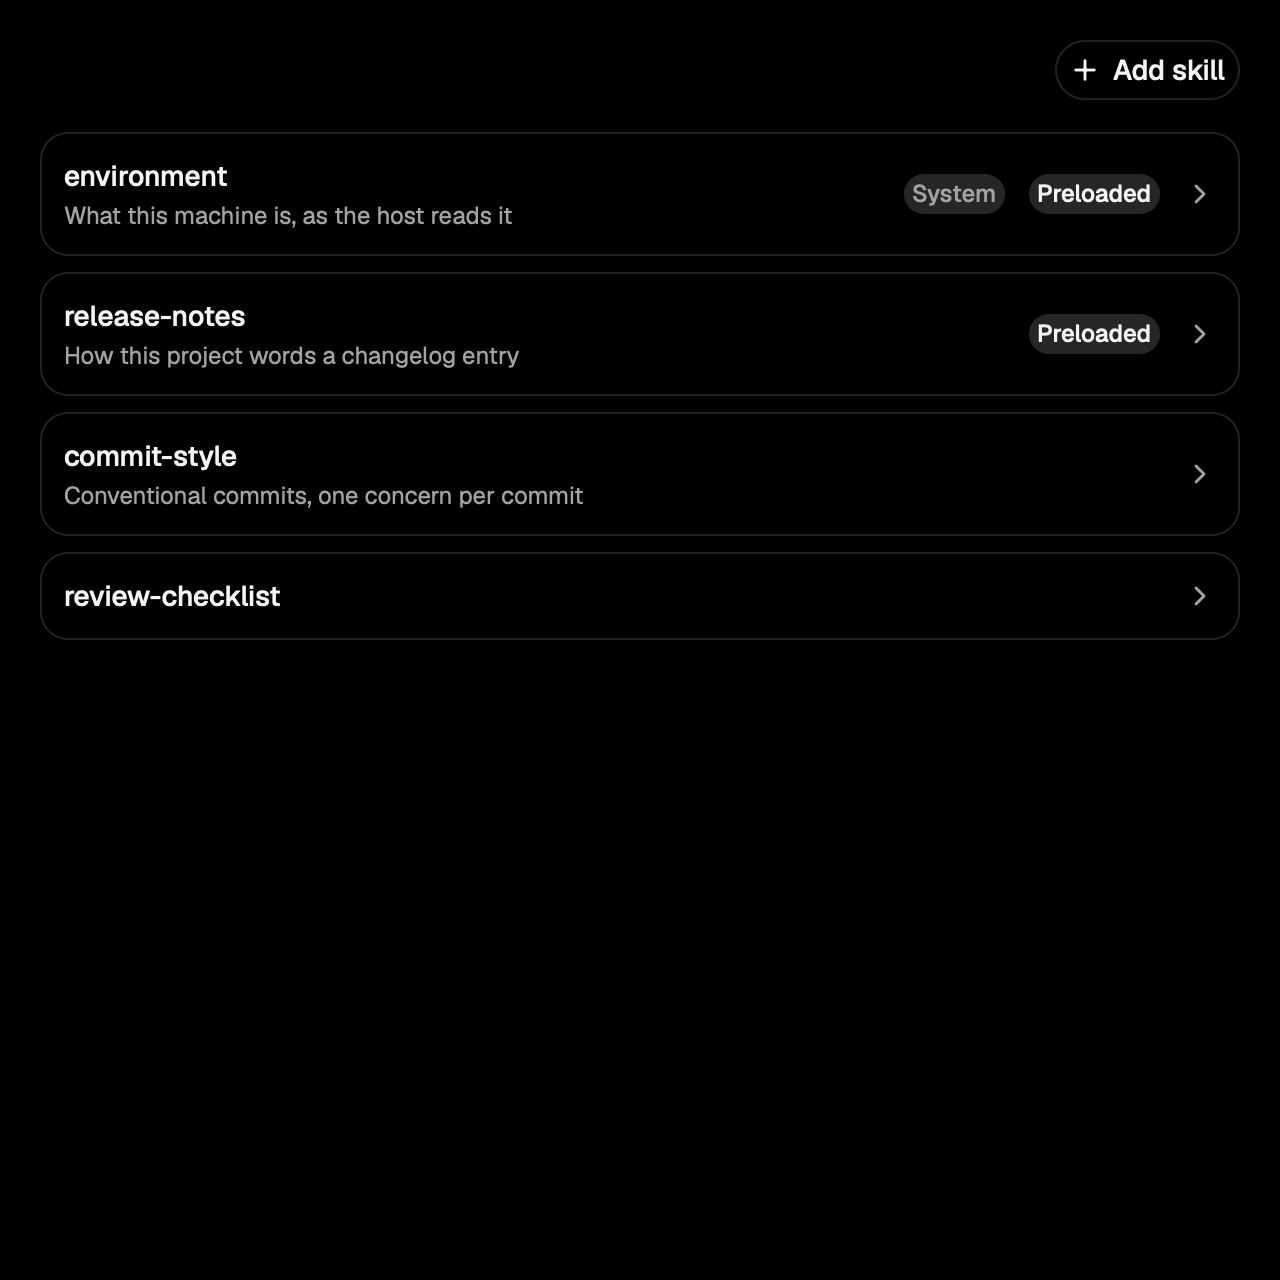 Add skill
environment
What this machine is, as the host reads it
System
Preloaded
release-notes
How this project words a changelog entry
Preloaded
commit-style
Conventional commits, one concern per commit
review-checklist